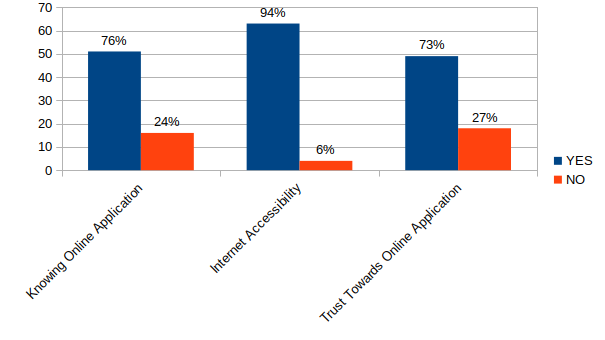 70
60
50
40
30
20
10
0
76%
24%
94%
6%
73%
27%
Knowing Online Application
Internet Accessibility
Trust Towards Online Application
YES
NO